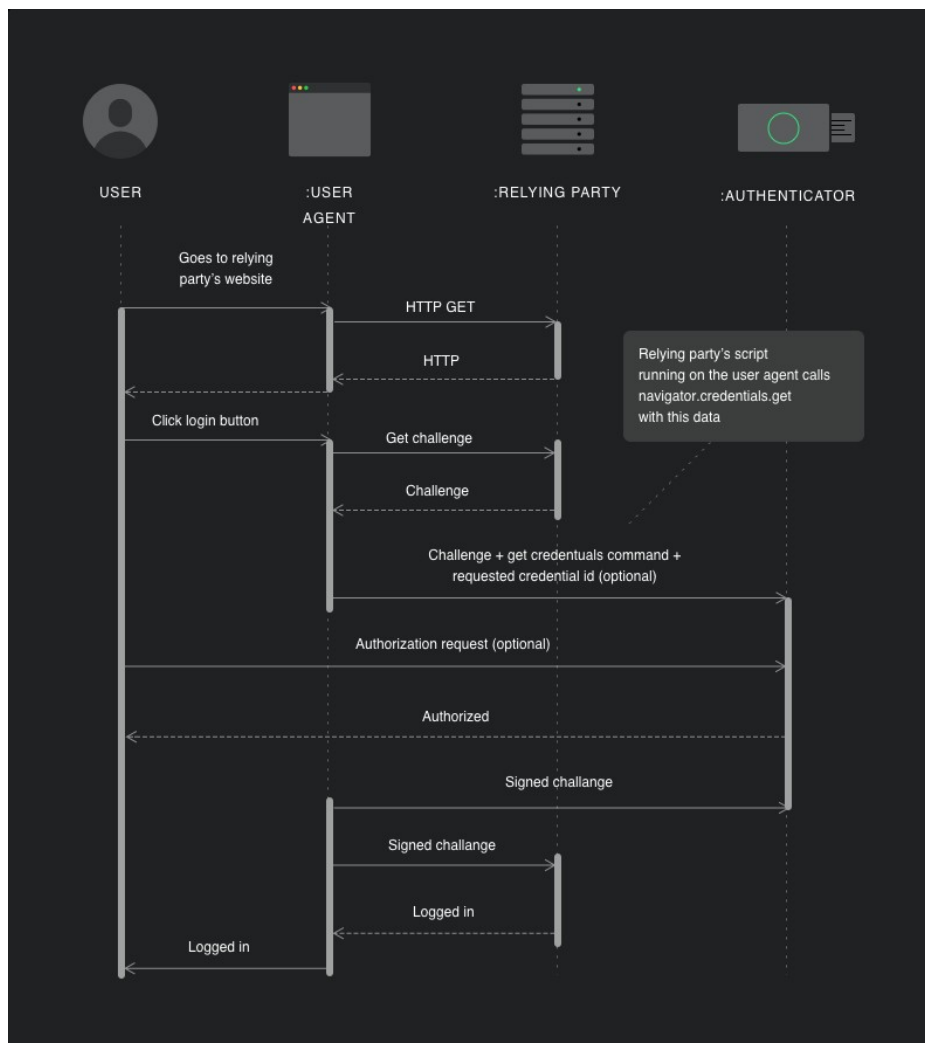 USER
:USER
AGENT
:RELYING PARTY
:AUTHENTICATOR
Goes to relying
party’s website
HTTP GET
HTTP
Relying party’s script
running on the user agent calls
navigator.credentials.get
with this data
Click login button
Get challenge
Challenge
Challenge + get credentuals command +
requested credential id (optional)
Authorization request (optional)
Authorized
Signed challange
Signed challange
Logged in
Logged in